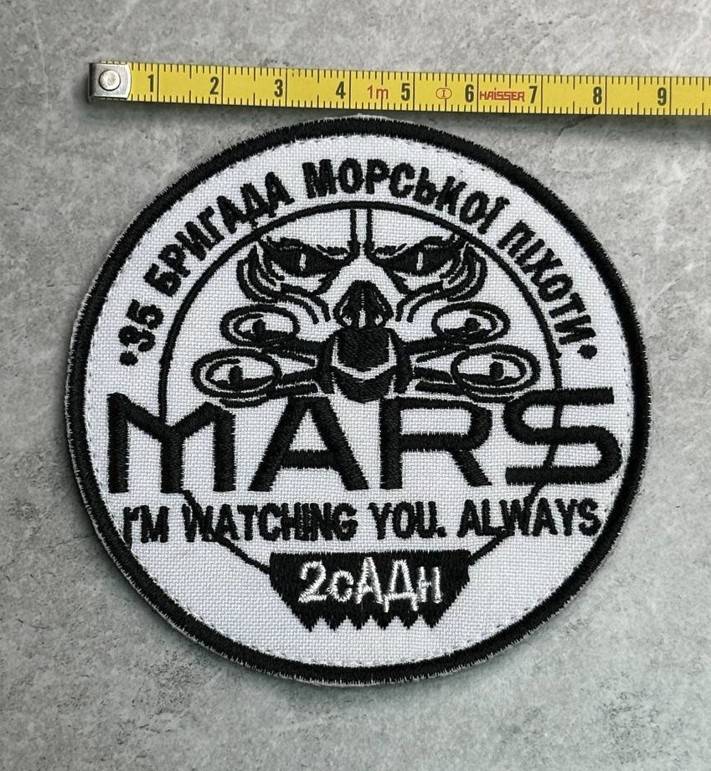 1 2 3 4 1m 5 6 HAISSER 7 8 9
*35 БРИГАДА МОРСЬКОЇ ПІХОТИ*
MARS
I'M WATCHING YOU. ALWAYS
2сАДн